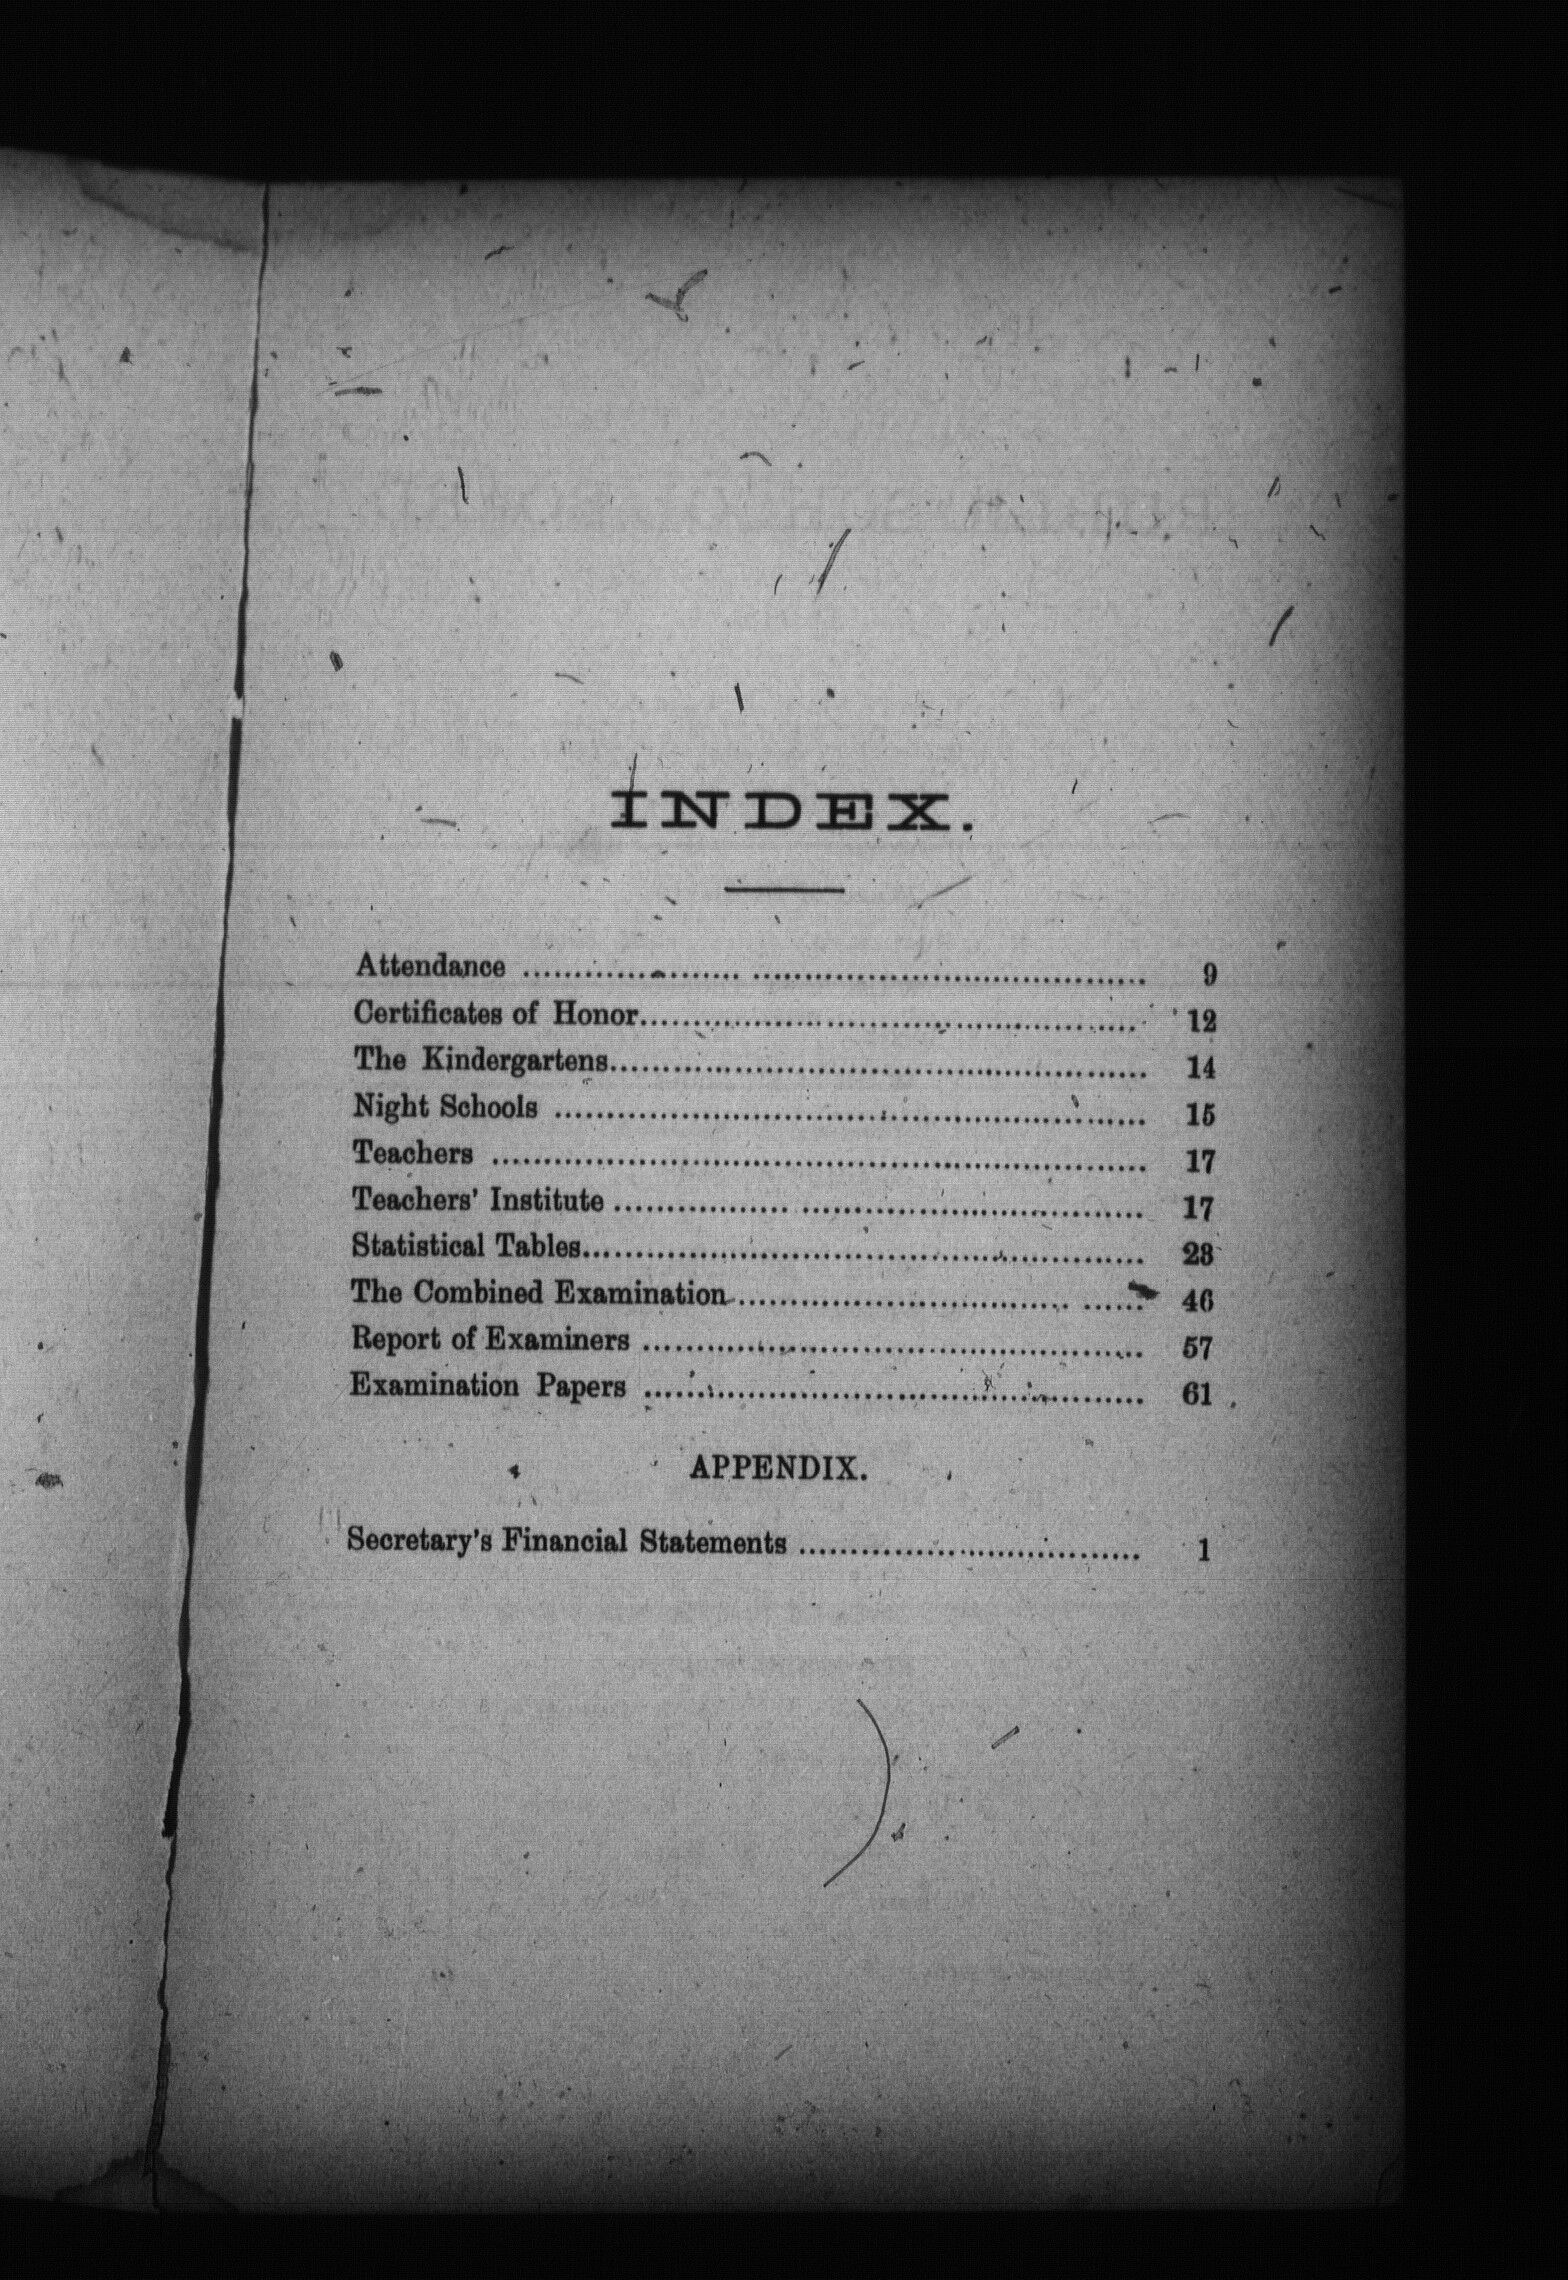 INDEX.
Attendance ........................................ 9
Certificates of Honor........................................ 12
The Kindergartens........................................ 14
Night Schools ........................................ 15
Teachers ........................................ 17
Teachers' Institute ........................................ 17
Statistical Tables........................................ 28
The Combined Examination ........................................ 46
Report of Examiners ........................................ 57
Examination Papers ........................................ 61
APPENDIX.
Secretary's Financial Statements ........................................ 1